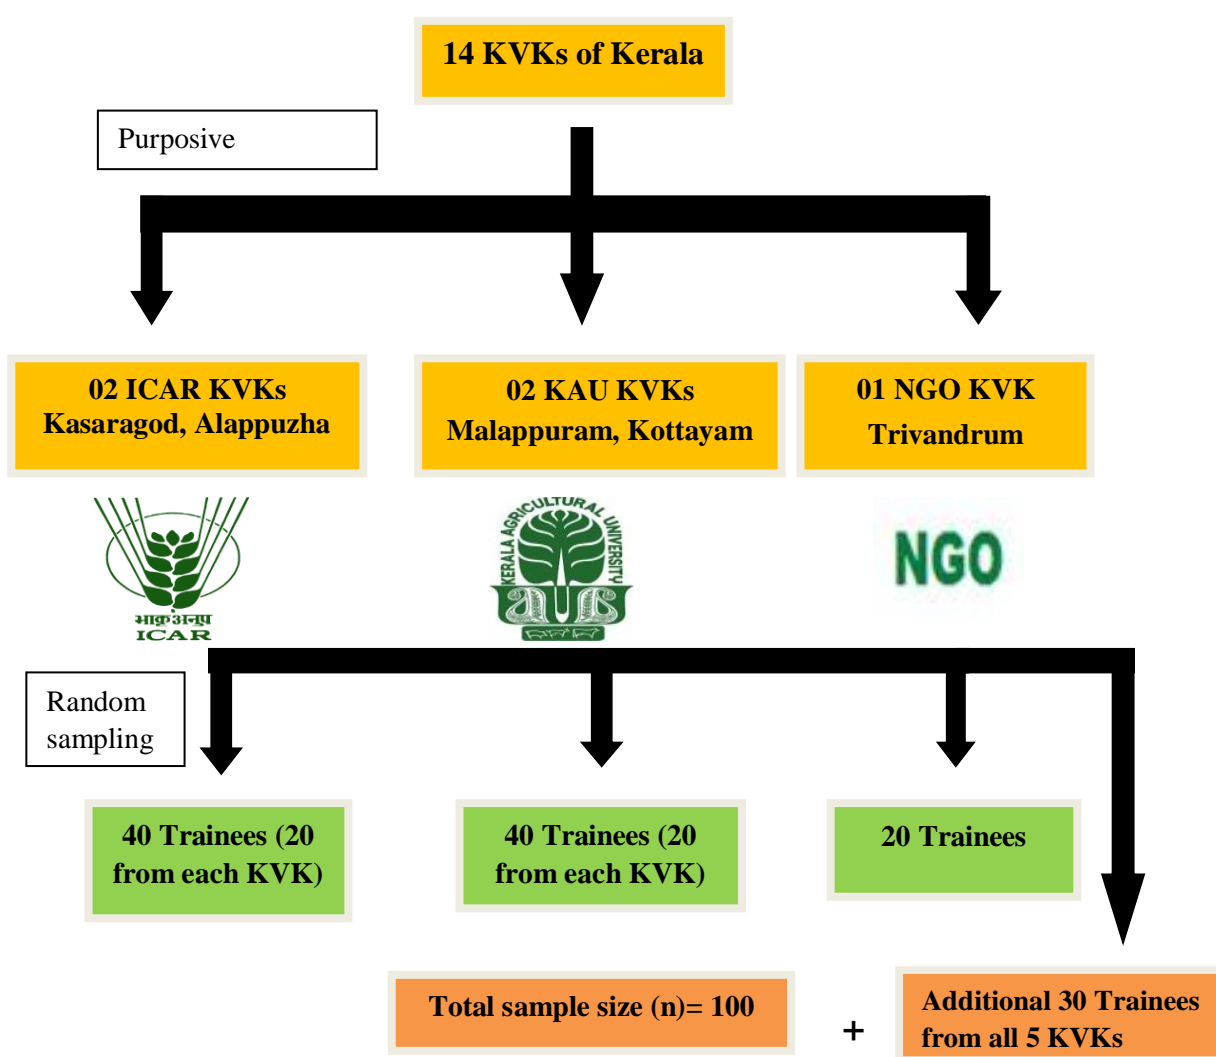 14 KVKs of Kerala
Purposive
02 ICAR KVKs
Kasaragod, Alappuzha
02 KAU KVKs
Malappuram, Kottayam
01 NGO KVK
Trivandrum
भाकृअनुप
ICAR
KERALA AGRICULTURAL UNIVERSITY
NGO
Random
sampling
40 Trainees (20
from each KVK)
40 Trainees (20
from each KVK)
20 Trainees
Total sample size (n)= 100
+
Additional 30 Trainees
from all 5 KVKs